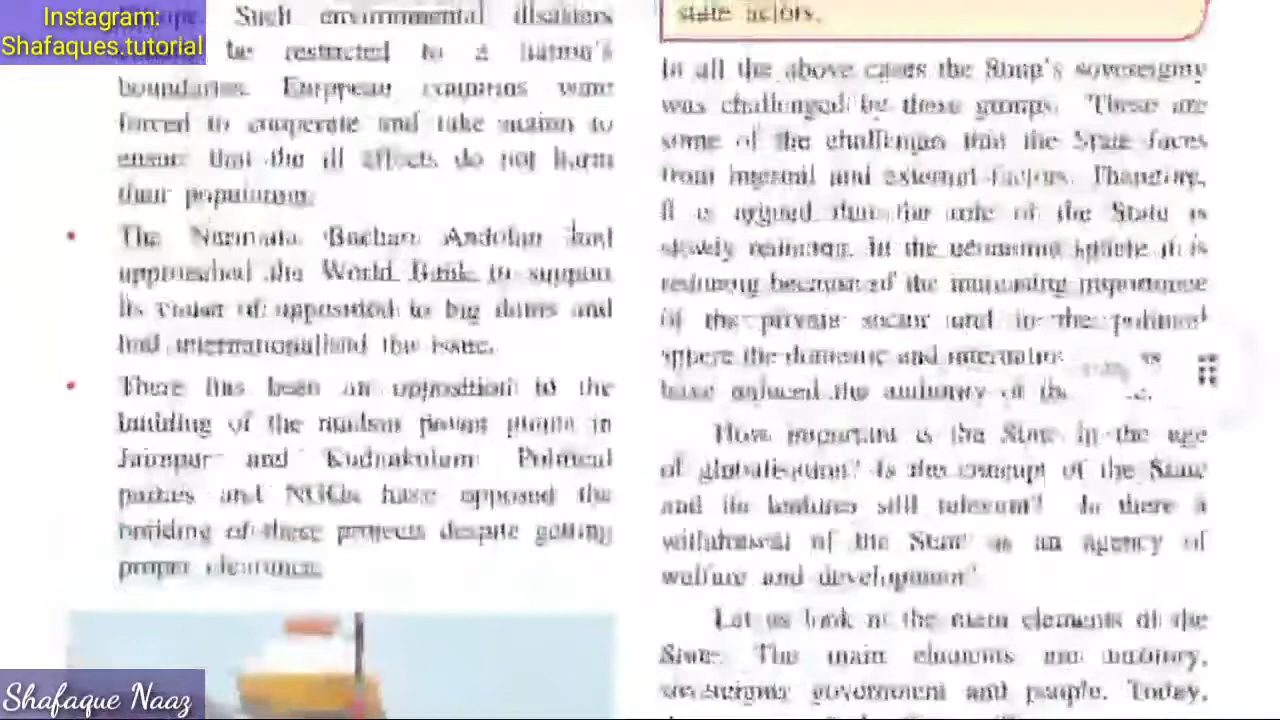 Instagram:
Shafaques.tutorial
Such environmental disasters
be restricted to a nation's
boundaries. European countries were
forced to cooperate and take action to
ensure that the ill effects do not harm
their population.
• The Narmada Bachao Andolan had
approached the World Bank to support
its cause of opposition to big dams and
had internationalised the issue.
• There has been an opposition to the
building of the nuclear power plants in
Jaitapur and Kudankulam. Political
parties and NGOs have opposed the
building of these projects despite getting
proper clearance.
state actors.
In all the above cases the State's sovereignty
was challenged by these groups. These are
some of the challenges that the State faces
from internal and external factors. Therefore,
it is argued that the role of the State is
slowly reducing. In the economic sphere it is
reducing because of the increasing importance
of the private sector and in the political
sphere the domestic and
have reduced the authority of the
How important is the State in the age
of globalisation? Is the concept of the State
and its features still relevant? Is there a
withdrawal of the State as an agency of
welfare and development?
Let us look at the main elements of the
State. The main elements are territory,
sovereignty government and people. Today,
Shafaque Naaz